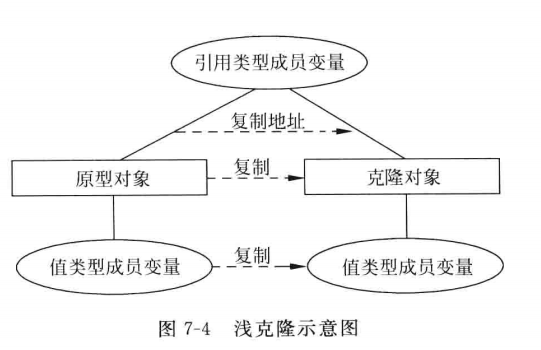 引用类型成员变量
复制地址
原型对象
复制
克隆对象
值类型成员变量
复制
值类型成员变量
图 7-4 浅克隆示意图